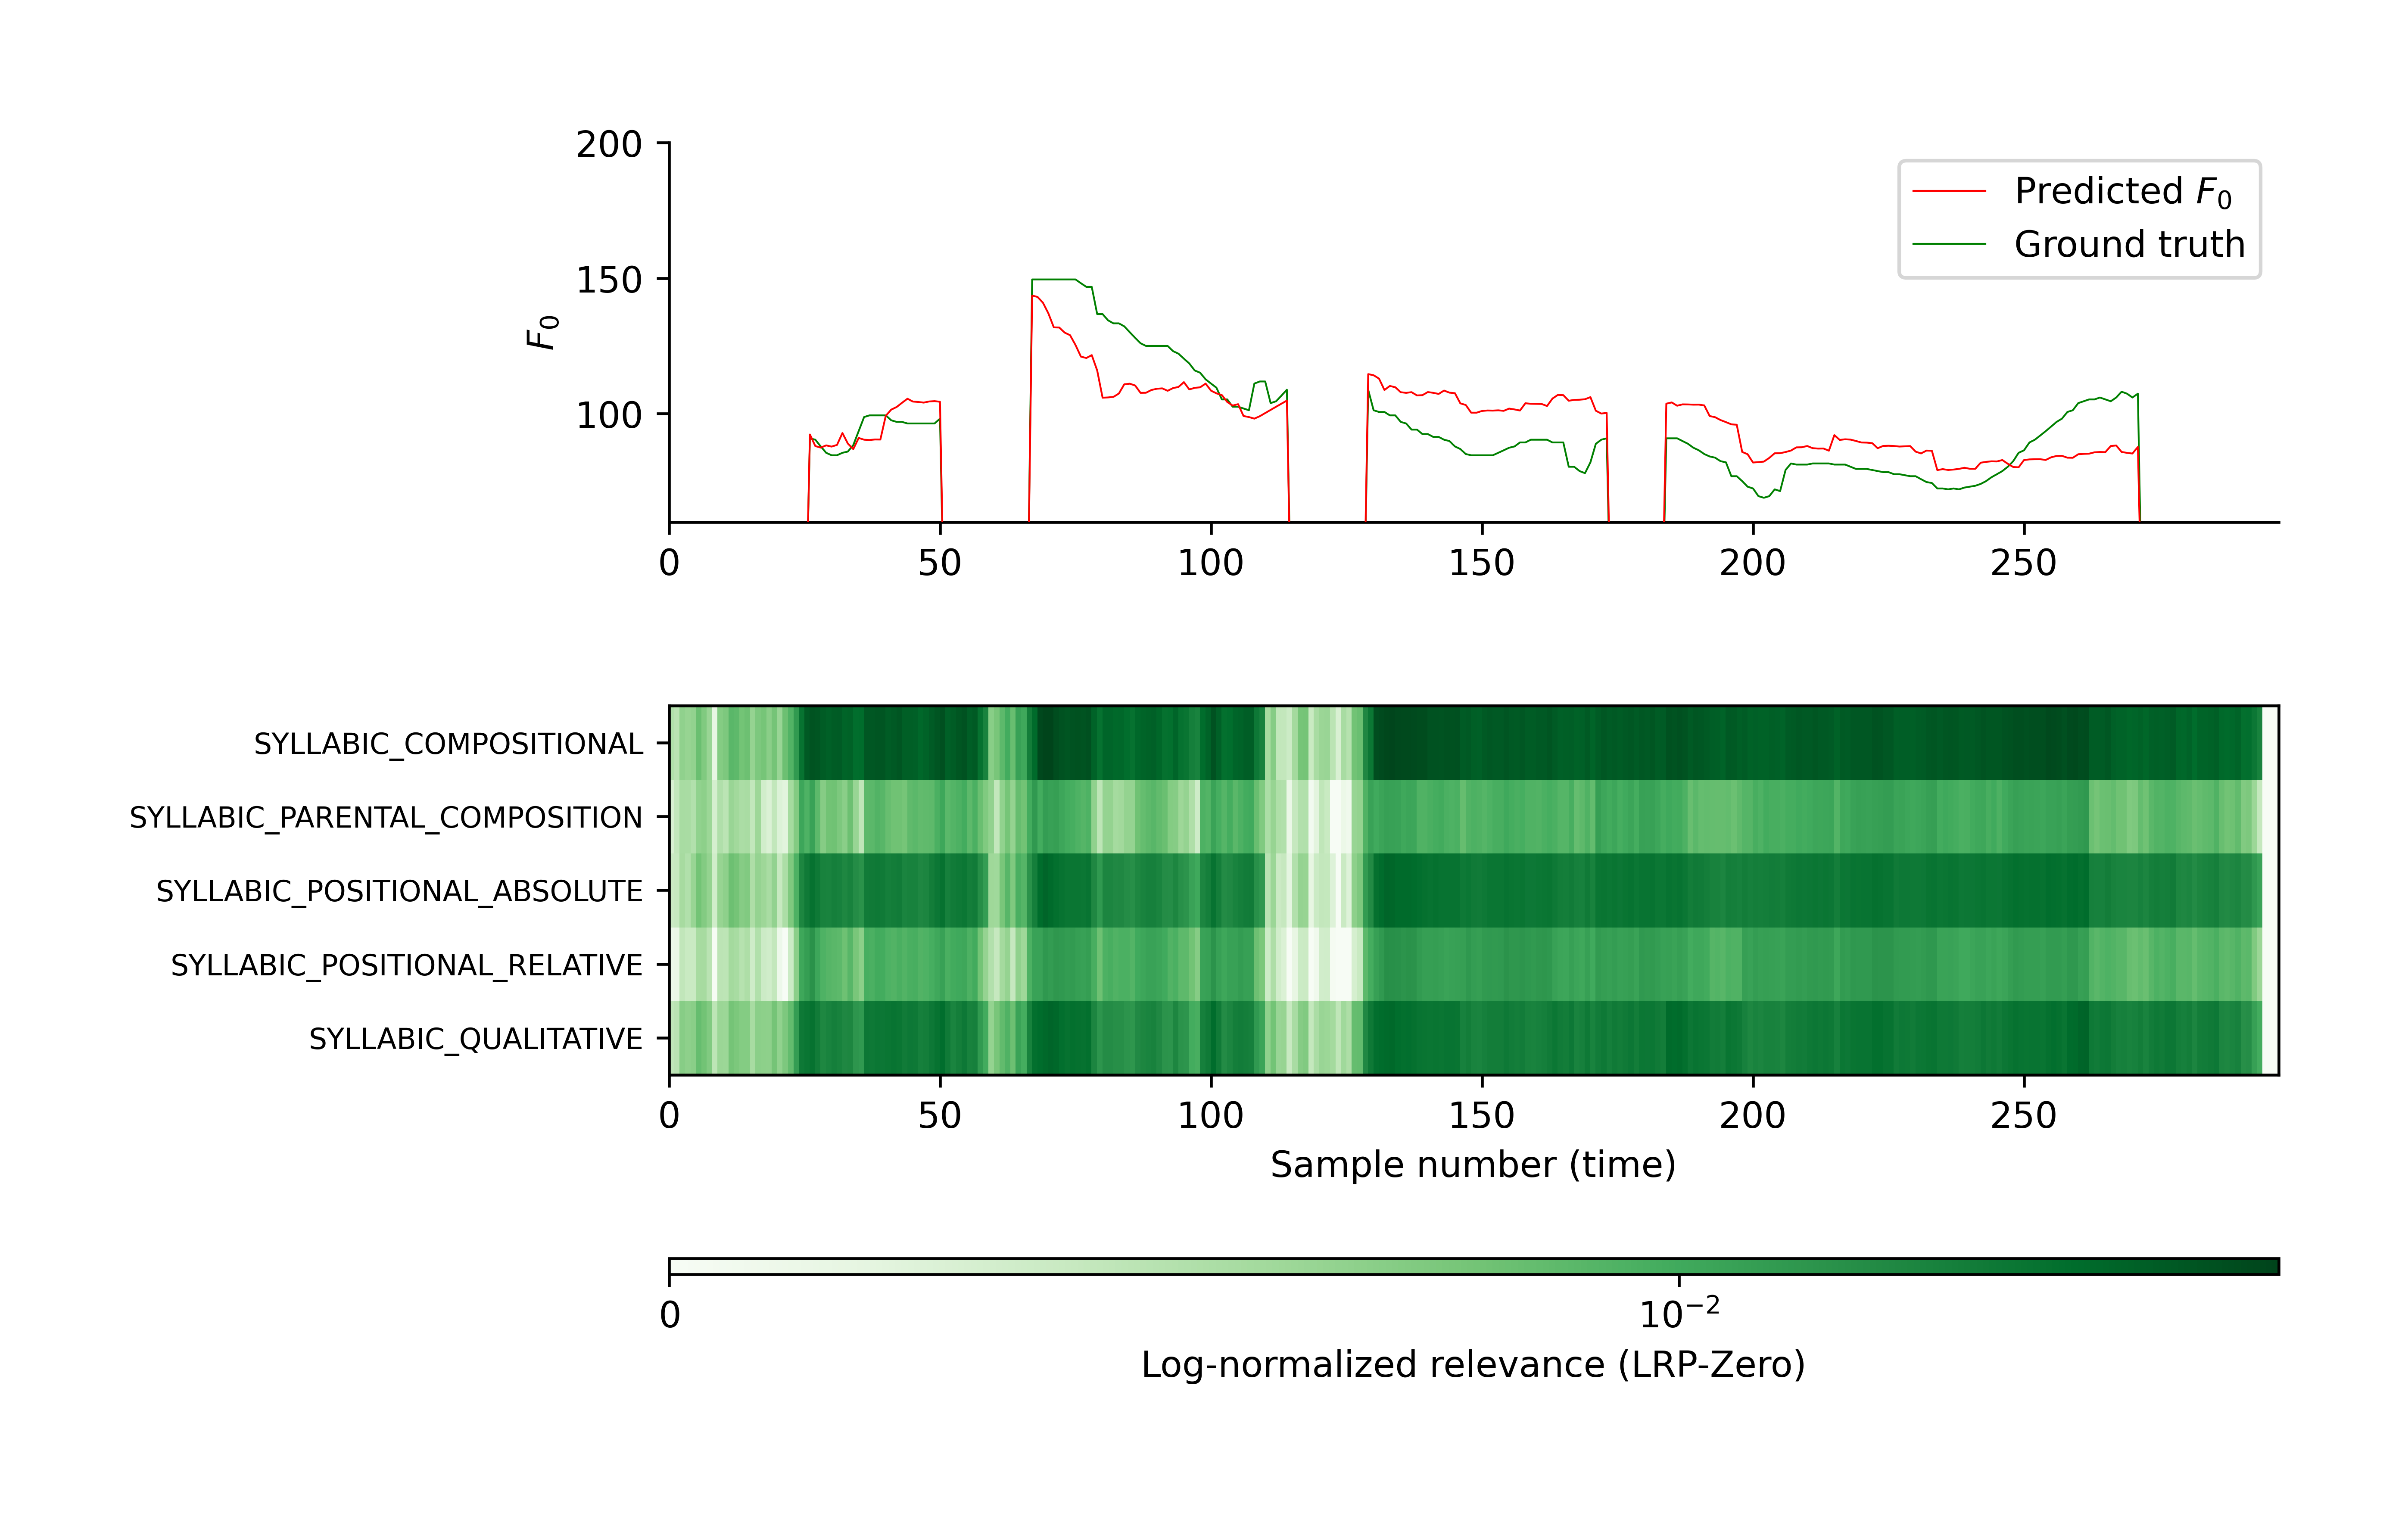 200
150
100
F₀
Predicted F₀
Ground truth
0 50 100 150 200 250
SYLLABIC_COMPOSITIONAL
SYLLABIC_PARENTAL_COMPOSITION
SYLLABIC_POSITIONAL_ABSOLUTE
SYLLABIC_POSITIONAL_RELATIVE
SYLLABIC_QUALITATIVE
0 50 100 150 200 250
Sample number (time)
0 10⁻²
Log-normalized relevance (LRP-Zero)